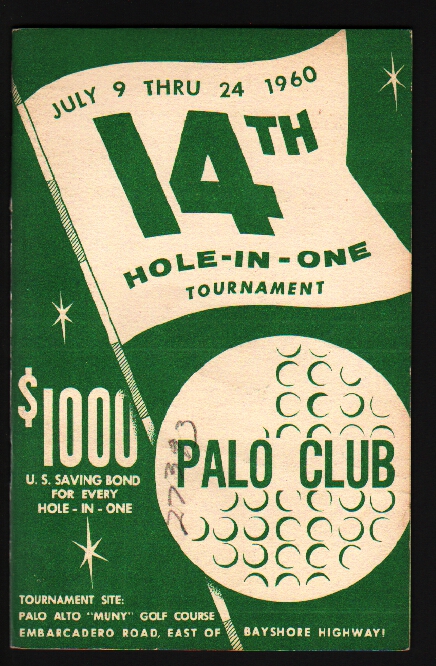 JULY 9 THRU 24 1960
14TH
HOLE-IN-ONE
TOURNAMENT
$1000
U. S. SAVING BOND
FOR EVERY
HOLE-IN-ONE
PALO CLUB
27383
TOURNAMENT SITE:
PALO ALTO "MUNY" GOLF COURSE
EMBARCADERO ROAD, EAST OF BAYSHORE HIGHWAY!